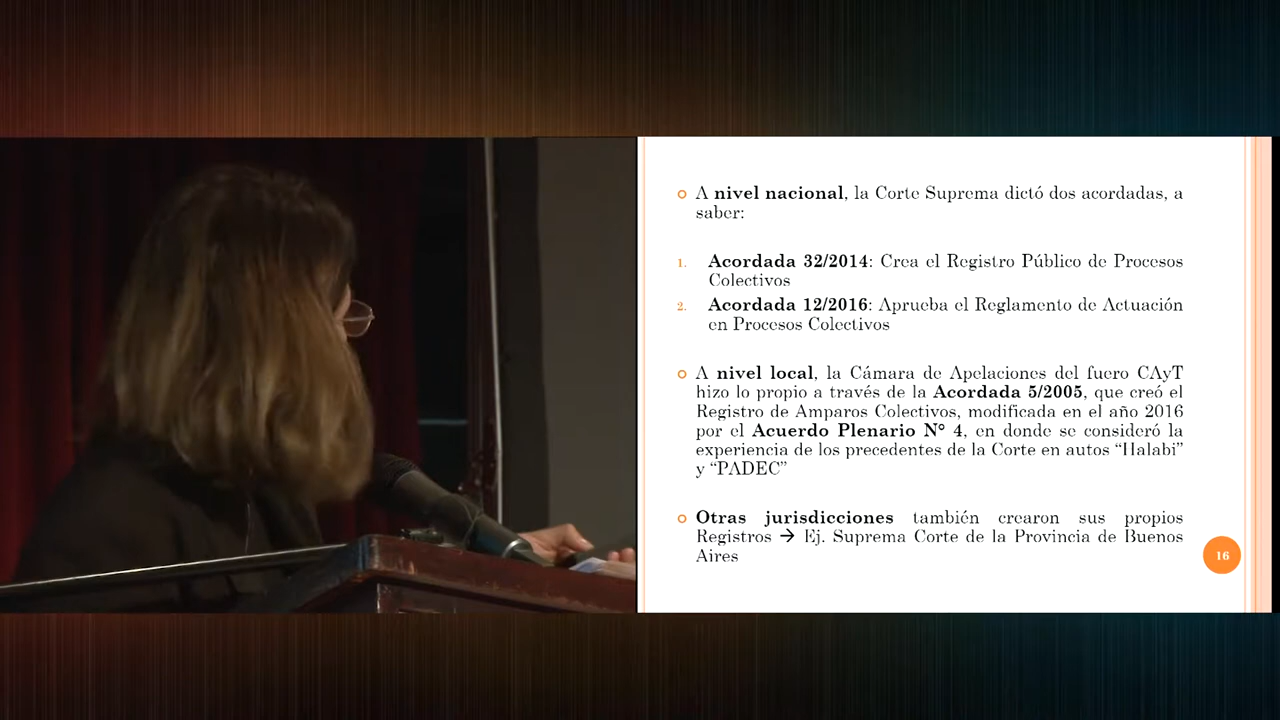 A nivel nacional, la Corte Suprema dictó dos acordadas, a
saber:
1. Acordada 32/2014: Crea el Registro Público de Procesos
Colectivos
2. Acordada 12/2016: Aprueba el Reglamento de Actuación
en Procesos Colectivos
A nivel local, la Cámara de Apelaciones del fuero CAyT
hizo lo propio a través de la Acordada 5/2005, que creó el
Registro de Amparos Colectivos, modificada en el año 2016
por el Acuerdo Plenario N° 4, en donde se consideró la
experiencia de los precedentes de la Corte en autos “Halabi”
y “PADEC”
Otras jurisdicciones también crearon sus propios
Registros → Ej. Suprema Corte de la Provincia de Buenos
Aires
16